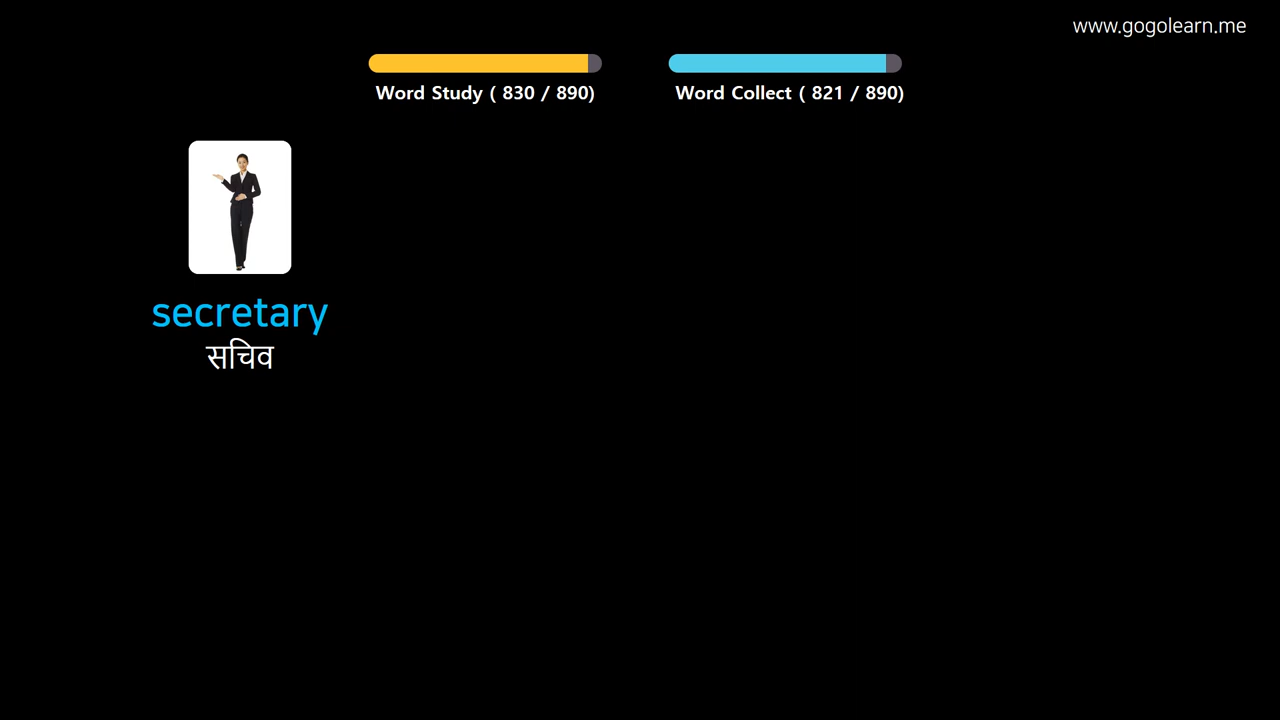 www.gogolearn.me
Word Study ( 830 / 890)
Word Collect ( 821 / 890)
secretary
सचिव